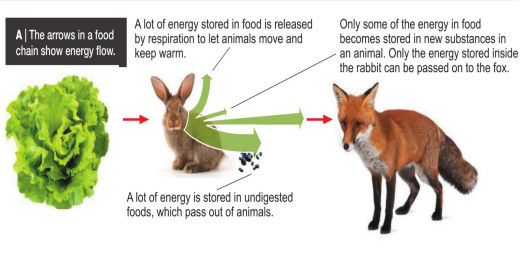 A | The arrows in a food
chain show energy flow.
A lot of energy stored in food is released
by respiration to let animals move and
keep warm.
Only some of the energy in food
becomes stored in new substances in
an animal. Only the energy stored inside
the rabbit can be passed on to the fox.
A lot of energy is stored in undigested
foods, which pass out of animals.